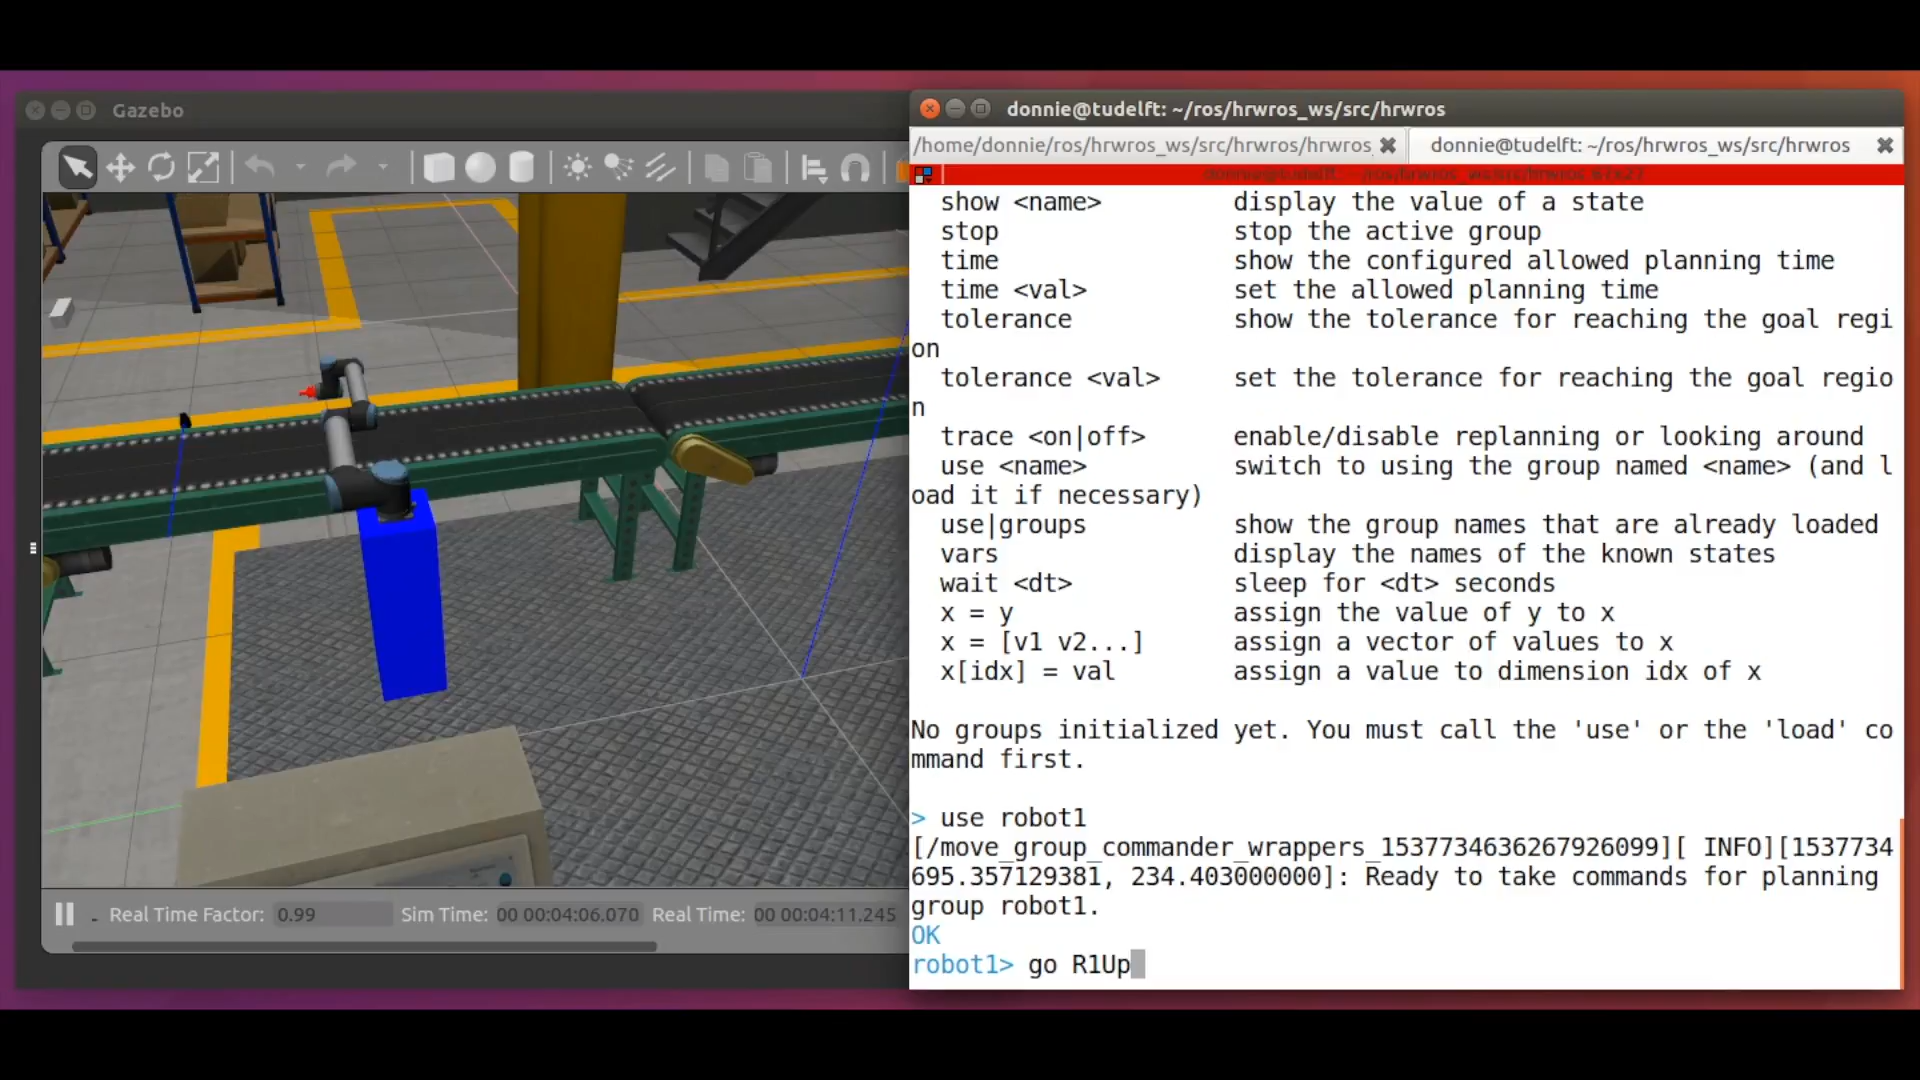 Gazebo
Real Time Factor: 0.99 Sim Time: 00 00:04:06.070 Real Time: 00 00:04:11.245
donnie@tudelft: ~/ros/hrwros_ws/src/hrwros
/home/donnie/ros/hrwros_ws/src/hrwros/hrwros
donnie@tudelft: ~/ros/hrwros_ws/src/hrwros
donnie@tudelft: ~/ros/hrwros_ws/src/hrwros 67x27
show <name> display the value of a state
stop stop the active group
time show the configured allowed planning time
time <val> set the allowed planning time
tolerance show the tolerance for reaching the goal regi
on
tolerance <val> set the tolerance for reaching the goal regio
n
trace <on|off> enable/disable replanning or looking around
use <name> switch to using the group named <name> (and l
oad it if necessary)
use|groups show the group names that are already loaded
vars display the names of the known states
wait <dt> sleep for <dt> seconds
x = y assign the value of y to x
x = [v1 v2...] assign a vector of values to x
x[idx] = val assign a value to dimension idx of x
No groups initialized yet. You must call the 'use' or the 'load' co
mmand first.
> use robot1
[/move_group_commander_wrappers_1537734636267926099][ INFO][1537734
695.357129381, 234.403000000]: Ready to take commands for planning
group robot1.
OK
robot1> go R1Up